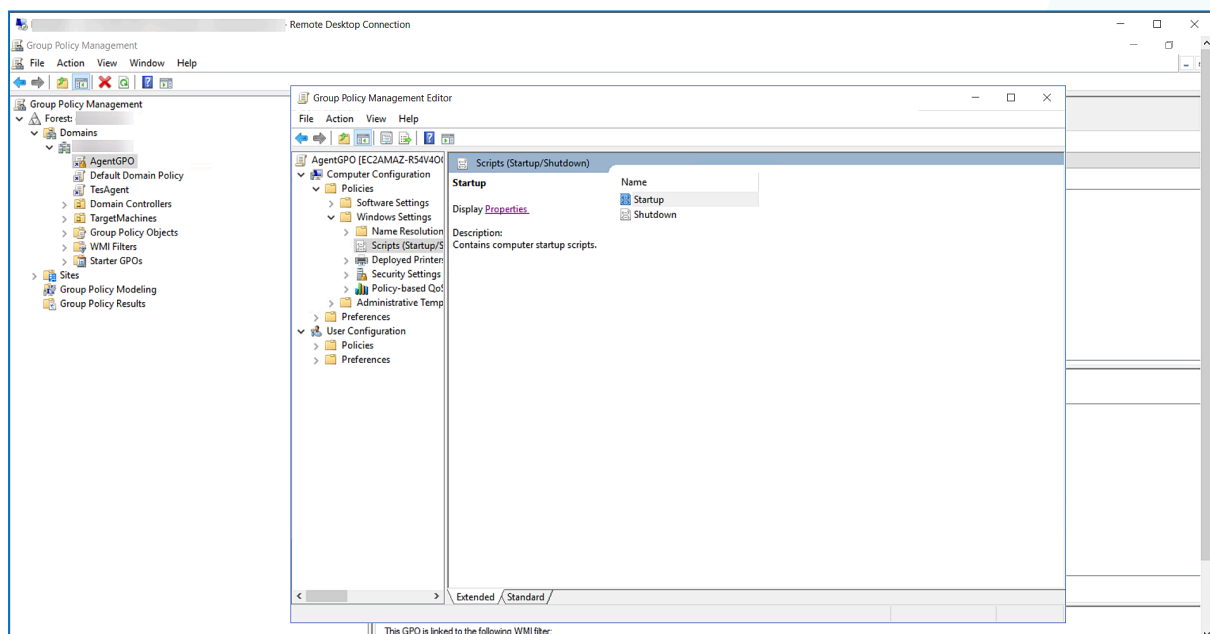 Remote Desktop Connection
Group Policy Management
File Action View Window Help
Group Policy Management
Forest:
Domains
AgentGPO
Default Domain Policy
TesAgent
Domain Controllers
TargetMachines
Group Policy Objects
WMI Filters
Starter GPOs
Sites
Group Policy Modeling
Group Policy Results
Group Policy Management Editor
File Action View Help
AgentGPO [EC2AMAZ-R54V4O
Computer Configuration
Policies
Software Settings
Windows Settings
Name Resolution
Scripts (Startup/S
Deployed Printers
Security Settings
Policy-based QoS
Administrative Temp
Preferences
User Configuration
Policies
Preferences
Scripts (Startup/Shutdown)
Startup
Display Properties
Description:
Contains computer startup scripts.
Name
Startup
Shutdown
Extended Standard
This GPO is linked to the following WMI filter: